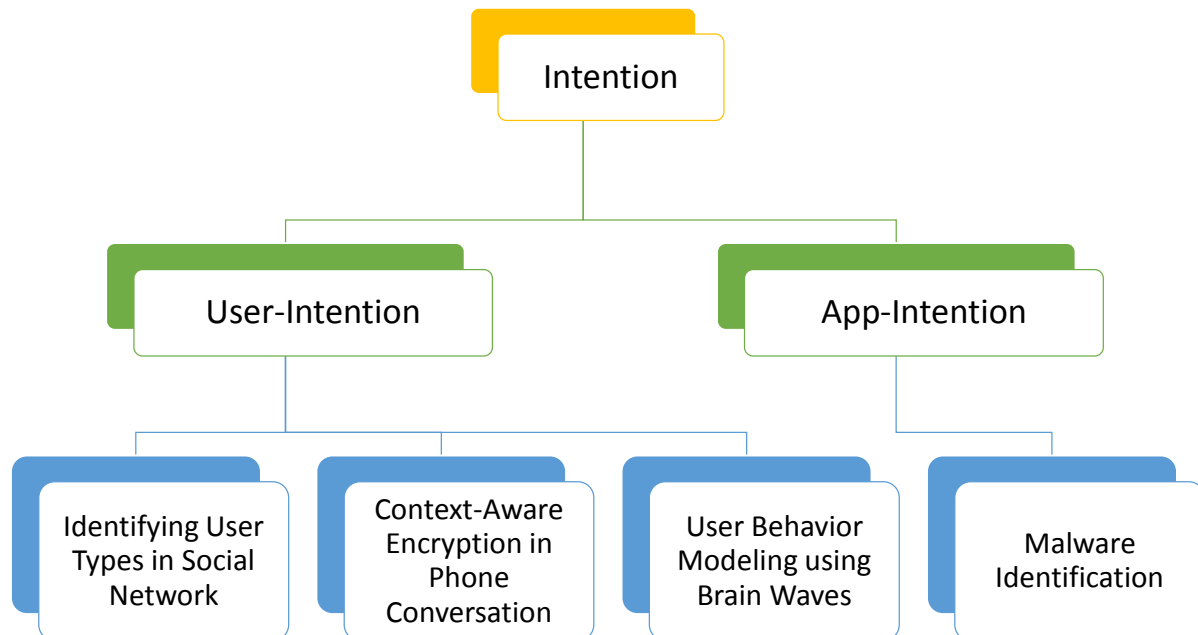 Intention
User-Intention
App-Intention
Identifying User
Types in Social
Network
Context-Aware
Encryption in
Phone
Conversation
User Behavior
Modeling using
Brain Waves
Malware
Identification